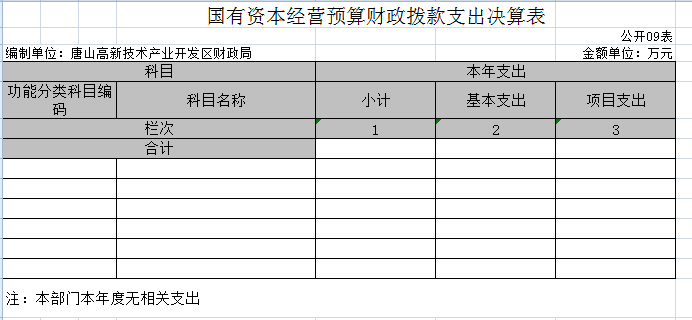 国有资本经营预算财政拨款支出决算表
公开09表
编制单位：唐山高新技术产业开发区财政局 金额单位：万元
科目 本年支出
功能分类科目编码 科目名称 小计 基本支出 项目支出
栏次 1 2 3
合计
注：本部门本年度无相关支出